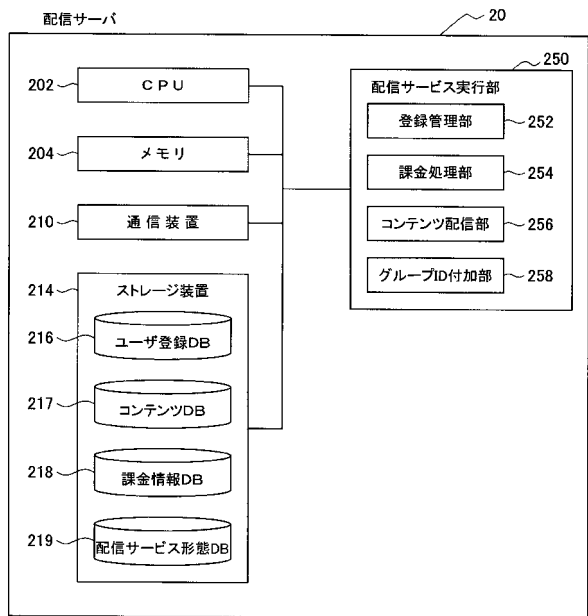 配信サーバ
20
202
CPU
204
メモリ
210
通信装置
214
ストレージ装置
216
ユーザ登録DB
217
コンテンツDB
218
課金情報DB
219
配信サービス形態DB
250
配信サービス実行部
登録管理部
252
課金処理部
254
コンテンツ配信部
256
グループID付加部
258